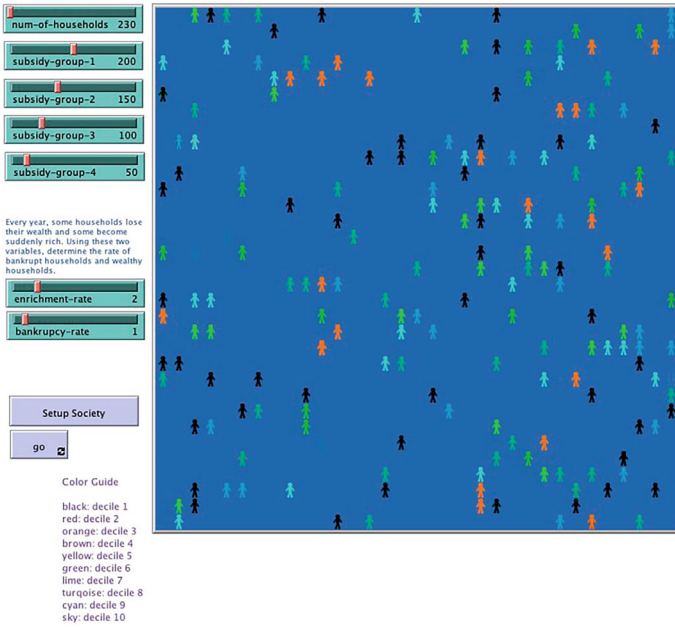 num-of-households 230
subsidy-group-1 200
subsidy-group-2 150
subsidy-group-3 100
subsidy-group-4 50
Every year, some households lose
their wealth and some become
suddenly rich. Using these two
variables, determine the rate of
bankrupt households and wealthy
households.
enrichment-rate 2
bankrupcy-rate 1
Setup Society
go
Color Guide
black: decile 1
red: decile 2
orange: decile 3
brown: decile 4
yellow: decile 5
green: decile 6
lime: decile 7
turqoise: decile 8
cyan: decile 9
sky: decile 10